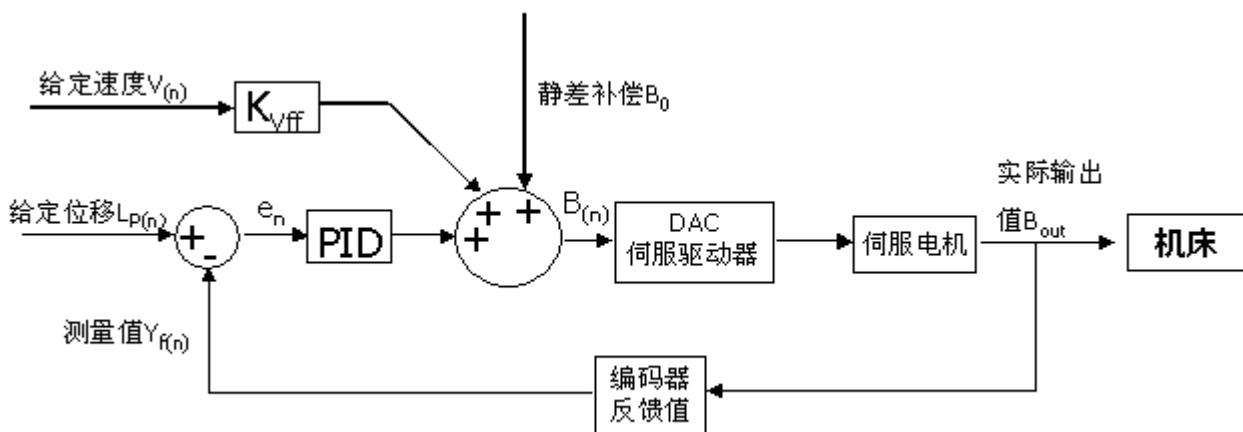 给定速度V(n)
Kvff
静差补偿B0
实际输出
给定位移LP(n)
+
-
en
PID
+
+
+
B(n)
DAC
伺服驱动器
伺服电机
值Bout
机床
测量值Yf(n)
编码器
反馈值